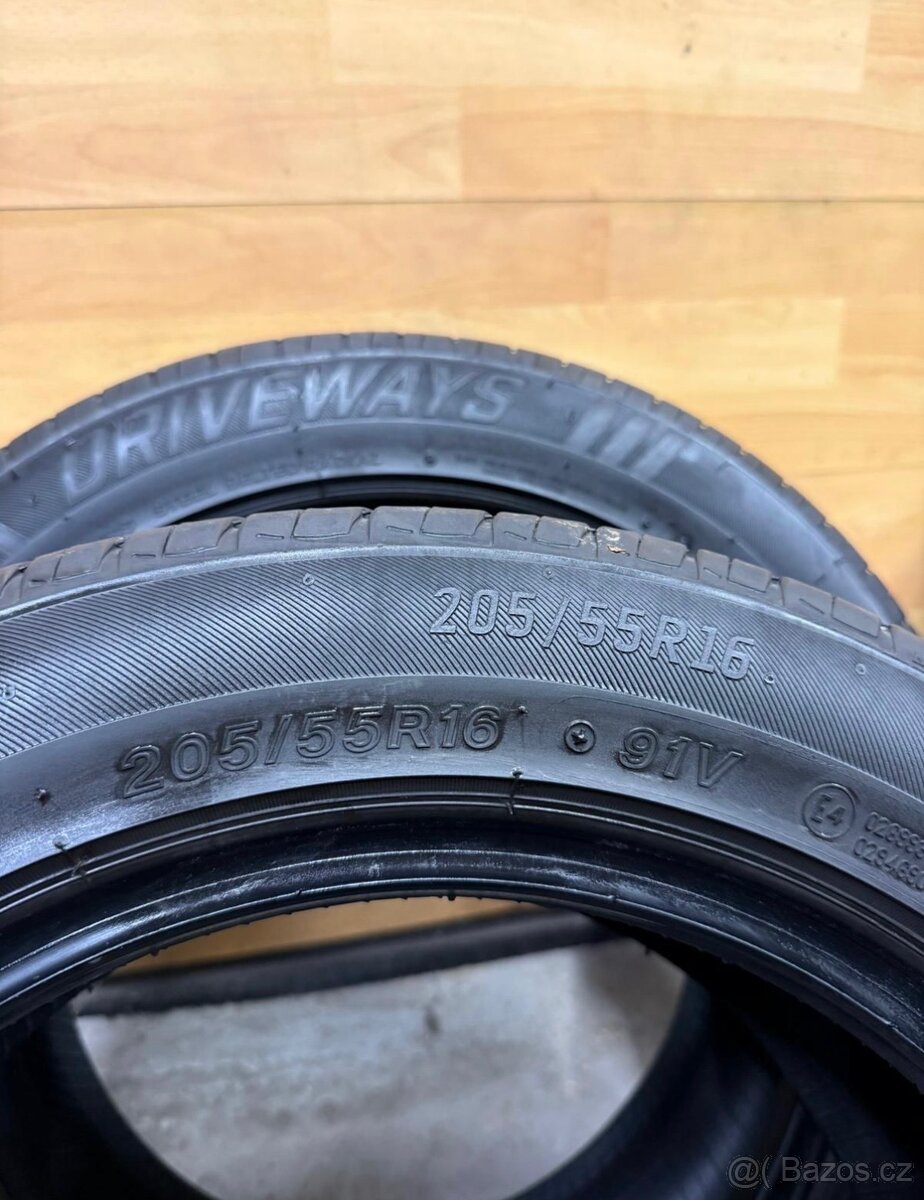 DRIVEWAYS
205/55R16
205/55R16 91V
E4
@( Bazos.cz